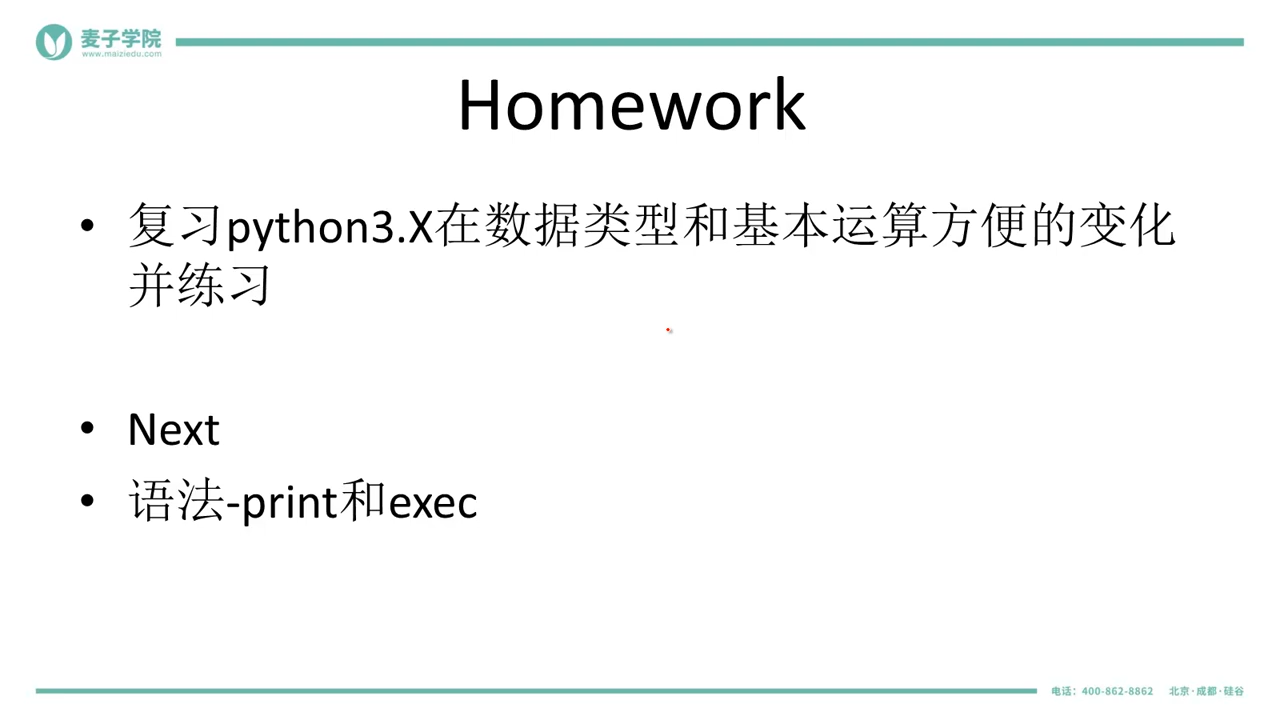 麦子学院
www.maiziedu.com
Homework
• 复习python3.X在数据类型和基本运算方便的变化
并练习
• Next
• 语法-print和exec
电话：400-862-8862 北京·成都·硅谷